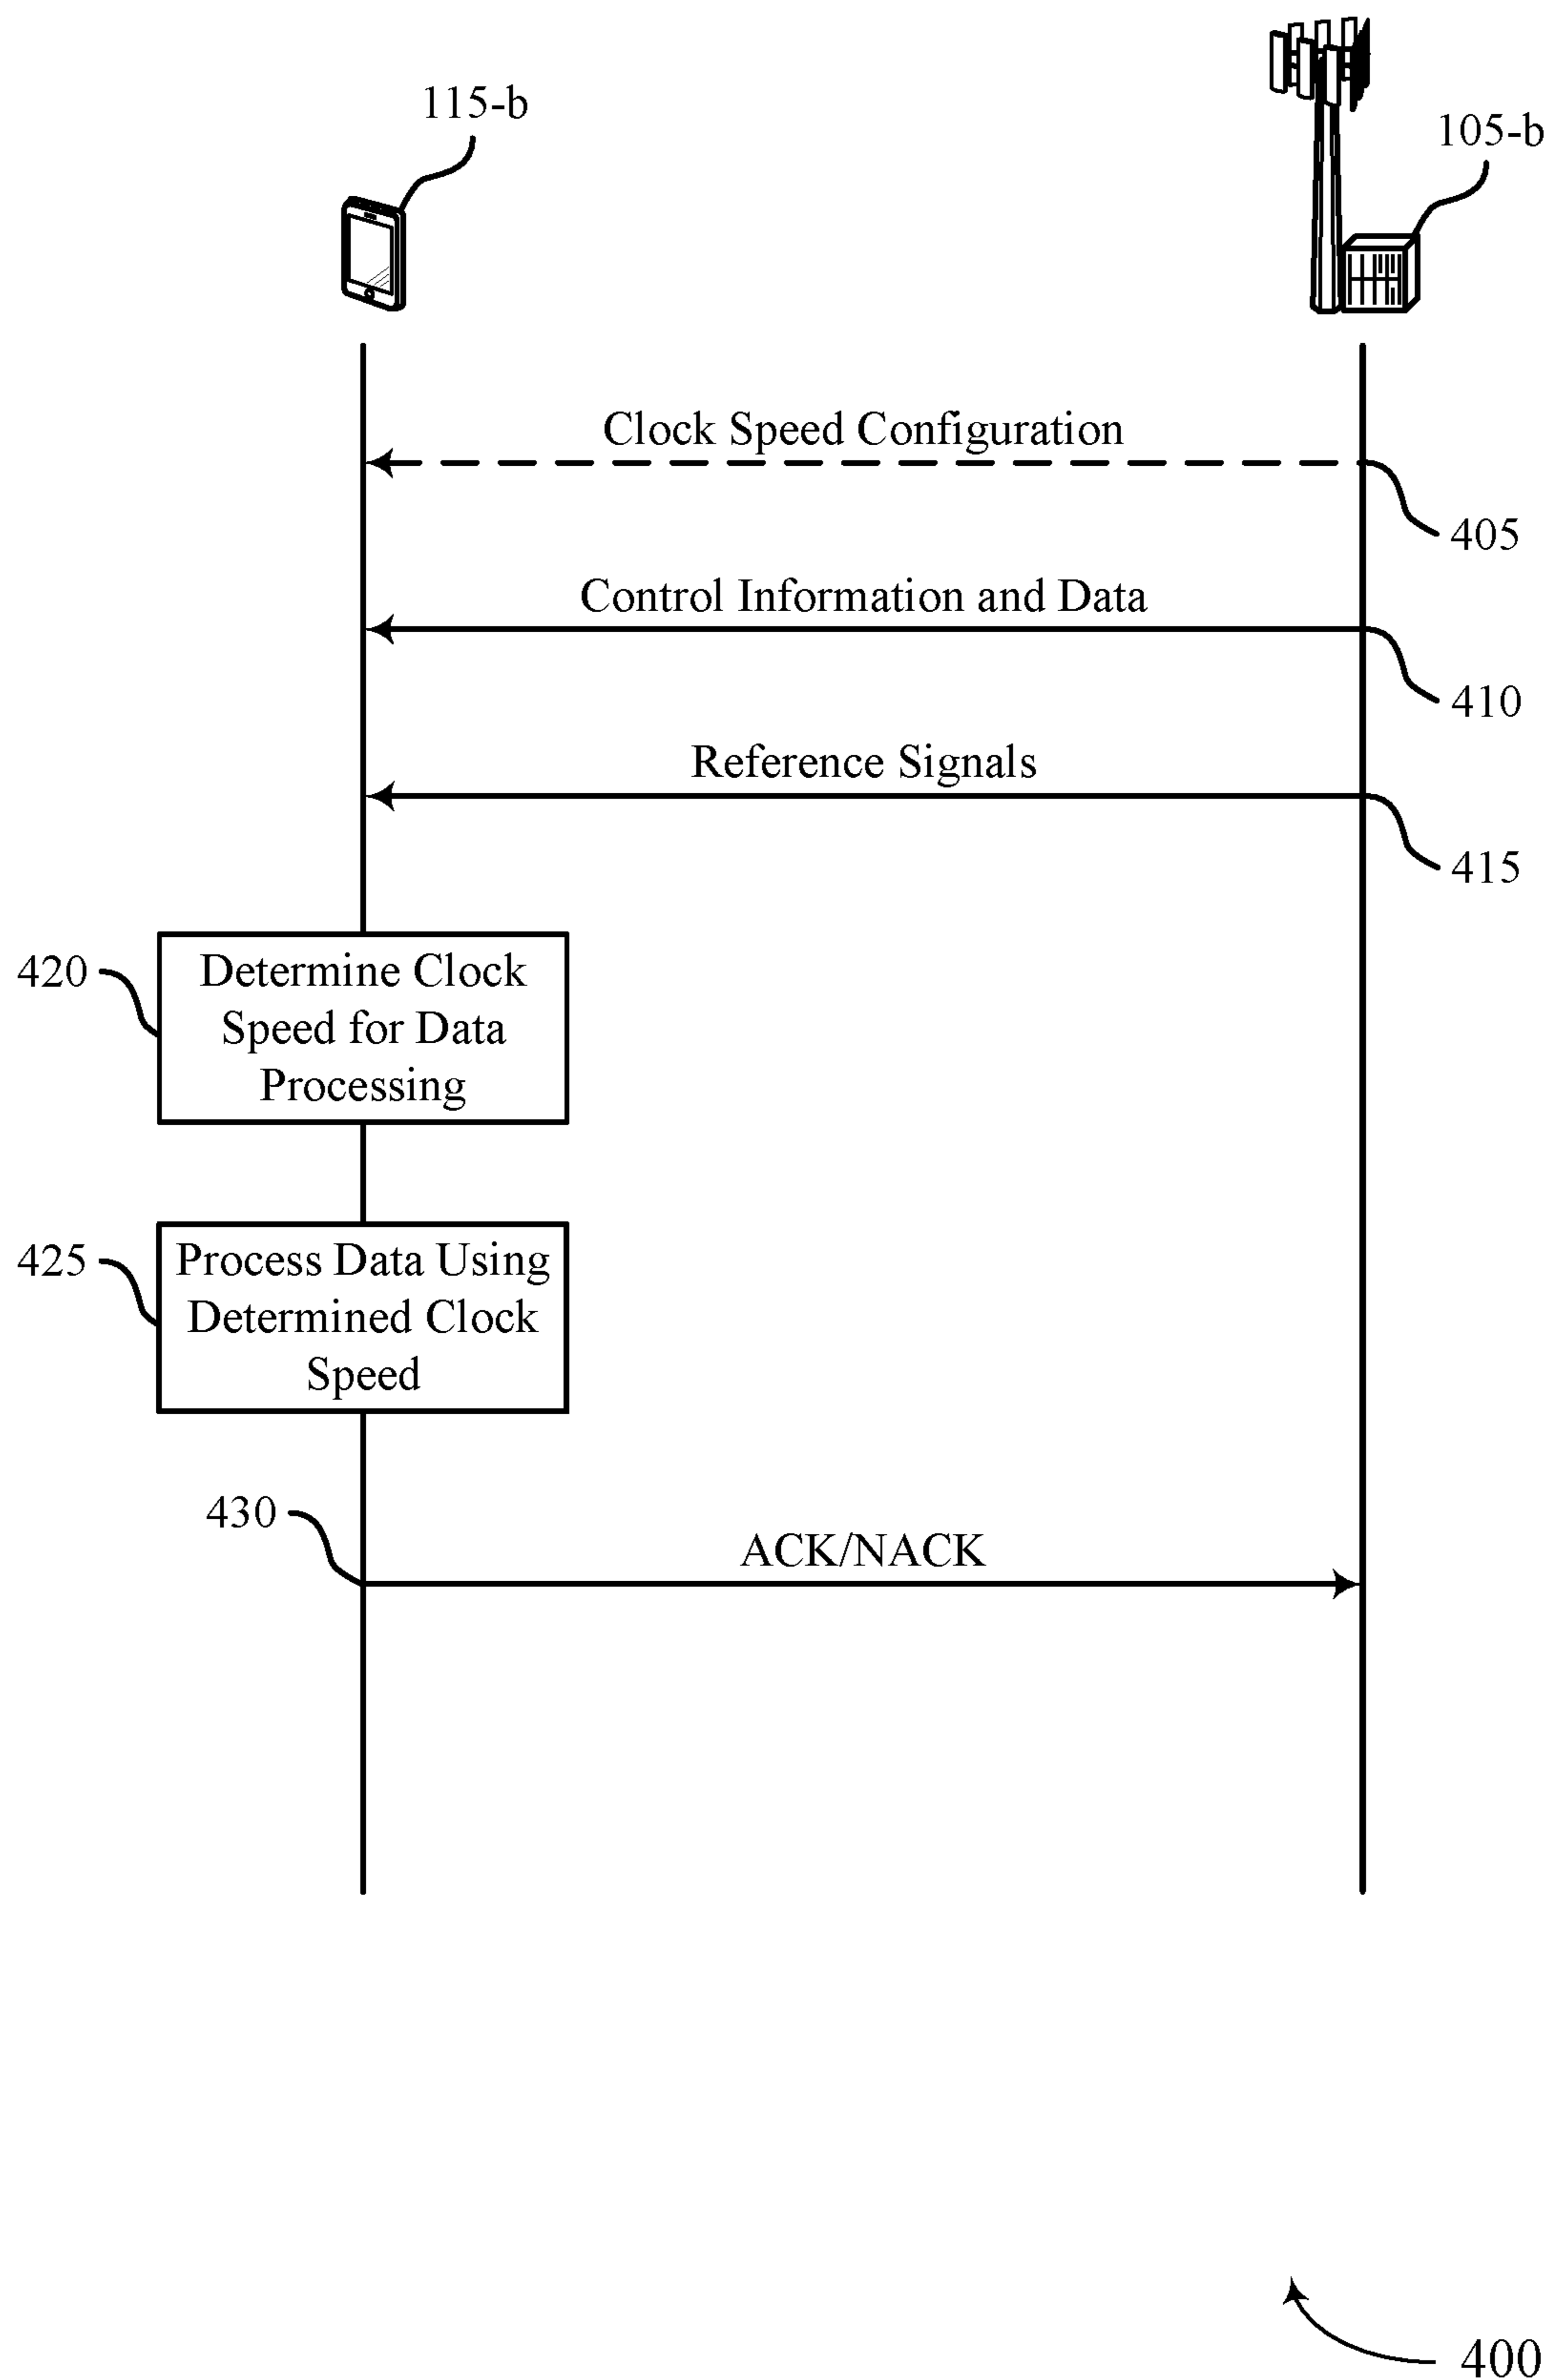 115-b
105-b
Clock Speed Configuration
405
Control Information and Data
410
Reference Signals
415
420
Determine Clock
Speed for Data
Processing
425
Process Data Using
Determined Clock
Speed
430
ACK/NACK
400